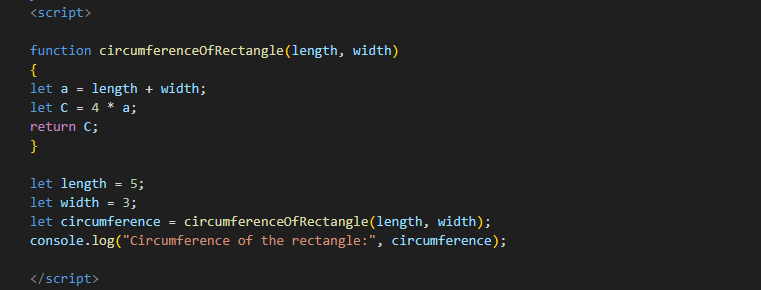 <script>
function circumferenceOfRectangle(length, width)
{
let a = length + width;
let C = 4 * a;
return C;
}
let length = 5;
let width = 3;
let circumference = circumferenceOfRectangle(length, width);
console.log("Circumference of the rectangle:", circumference);
</script>